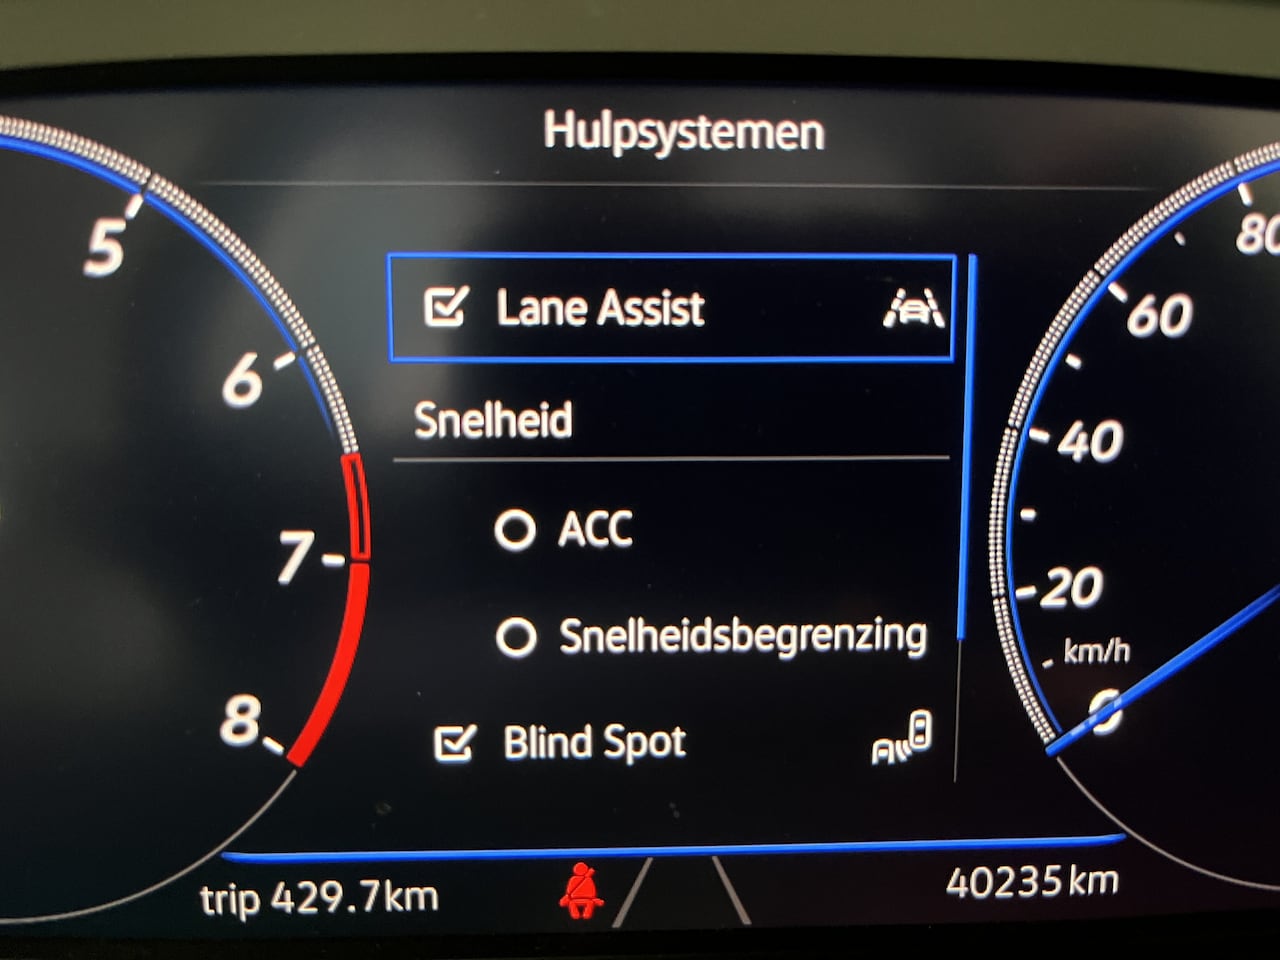 Hulpsystemen
5
6
7
8
Lane Assist
Snelheid
ACC
Snelheidsbegrenzing
Blind Spot
80
60
40
20
km/h
0
trip 429.7km
40235km